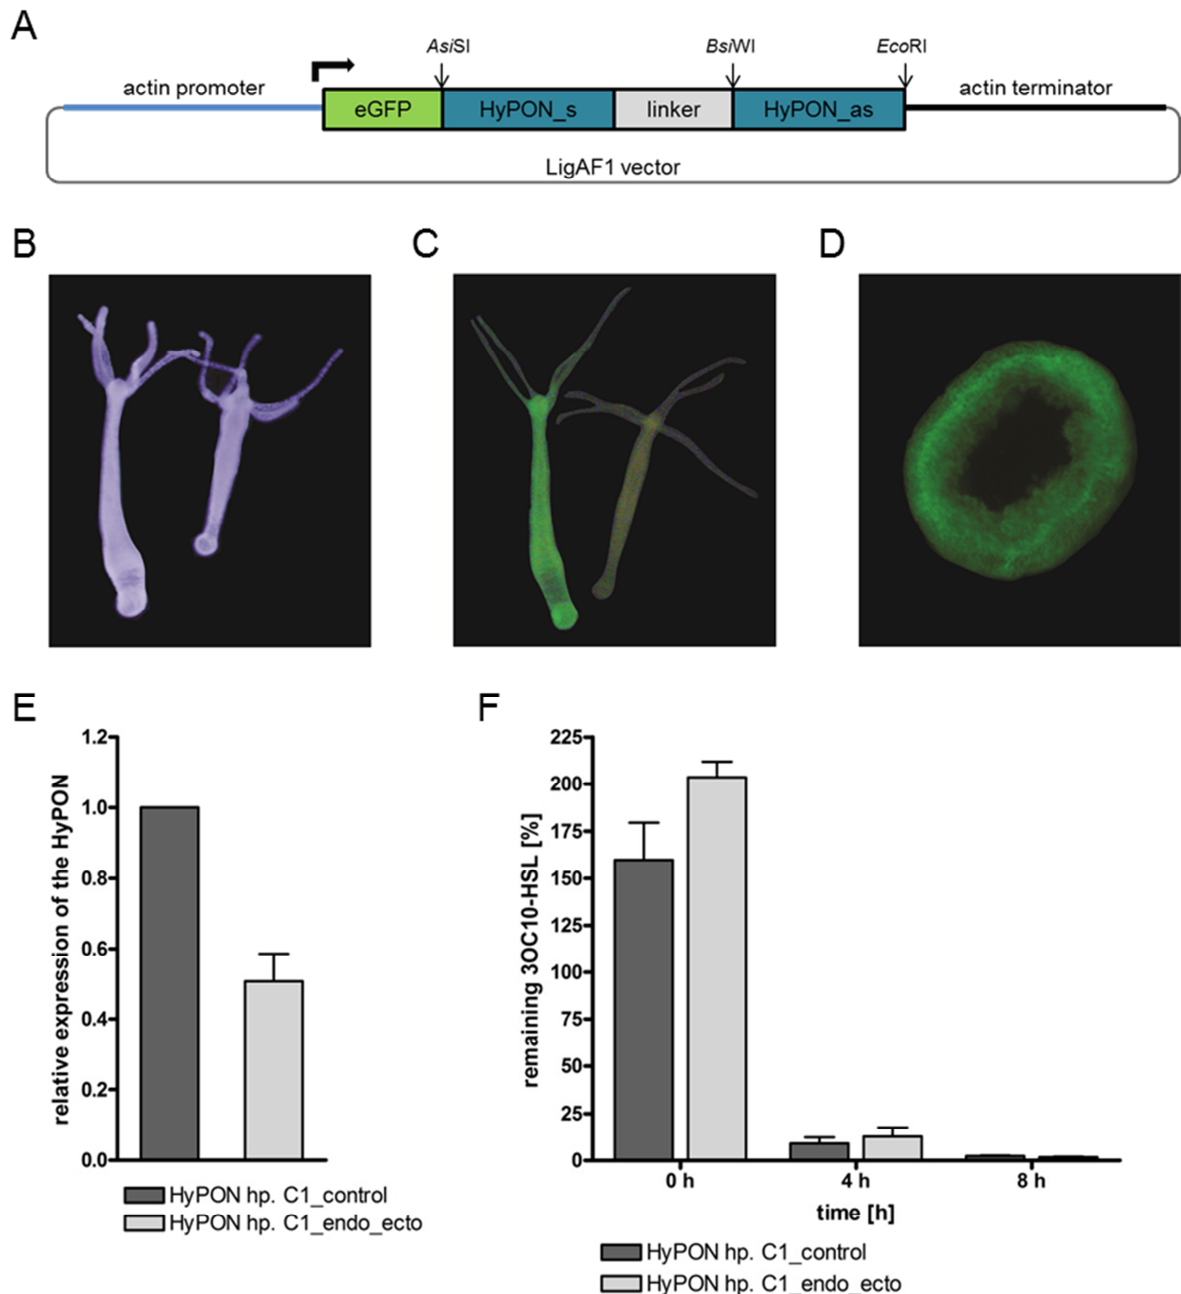 A
AsiSI
BsiWI
EcoRI
actin promoter
actin terminator
eGFP
HyPON_s
linker
HyPON_as
LigAF1 vector
B
C
D
E
F
relative expression of the HyPON
1.2
1.0
0.8
0.6
0.4
0.2
0.0
HyPON hp. C1_control
HyPON hp. C1_endo_ecto
remaining 3OC10-HSL [%]
225
200
175
150
125
100
75
50
25
0
0 h
4 h
8 h
time [h]
HyPON hp. C1_control
HyPON hp. C1_endo_ecto